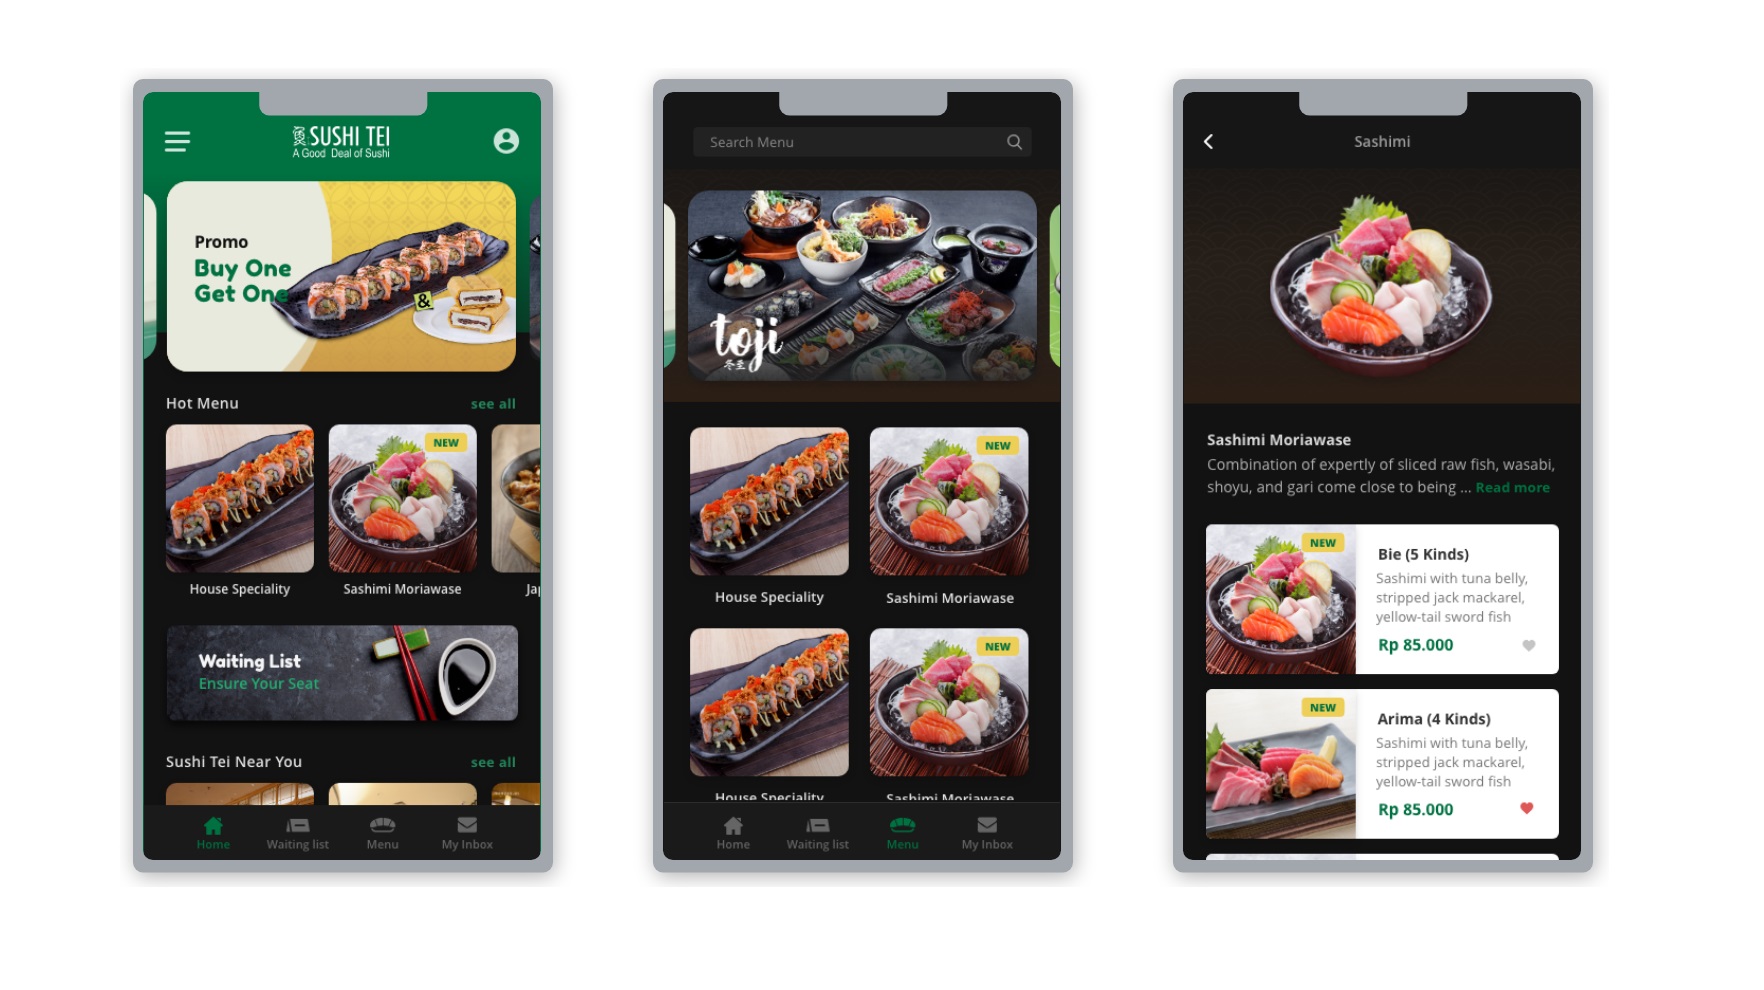 SUSHI TEI
A Good Deal of Sushi
Promo
Buy One
Get One
&
Hot Menu
see all
NEW
House Speciality
Sashimi Moriawase
Jap
Waiting List
Ensure Your Seat
Sushi Tei Near You
see all
Home
Waiting list
Menu
My Inbox
Search Menu
toji
冬至
NEW
House Speciality
Sashimi Moriawase
NEW
House Speciality
Sashimi Moriawase
Home
Waiting list
Menu
My Inbox
Sashimi
Sashimi Moriawase
Combination of expertly of sliced raw fish, wasabi,
shoyu, and gari come close to being ... Read more
NEW
Bie (5 Kinds)
Sashimi with tuna belly,
stripped jack mackarel,
yellow-tail sword fish
Rp 85.000
NEW
Arima (4 Kinds)
Sashimi with tuna belly,
stripped jack mackarel,
yellow-tail sword fish
Rp 85.000